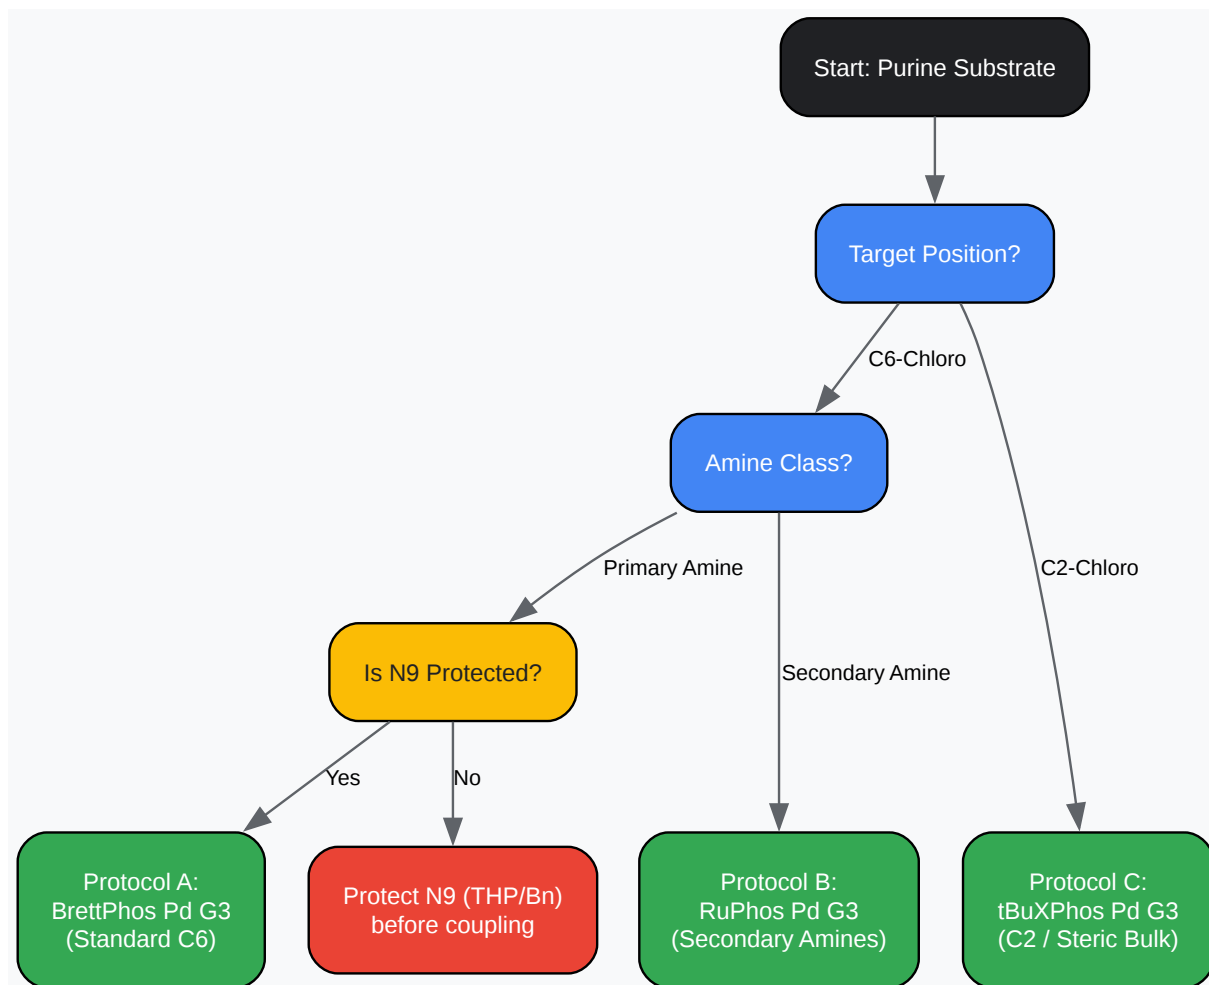 Start: Purine Substrate
Target Position?
C6-Chloro
Amine Class?
Primary Amine
C2-Chloro
Is N9 Protected?
Secondary Amine
Yes
No
Protocol A:
BrettPhos Pd G3
(Standard C6)
Protect N9 (THP/Bn)
before coupling
Protocol B:
RuPhos Pd G3
(Secondary Amines)
Protocol C:
tBuXPhos Pd G3
(C2 / Steric Bulk)